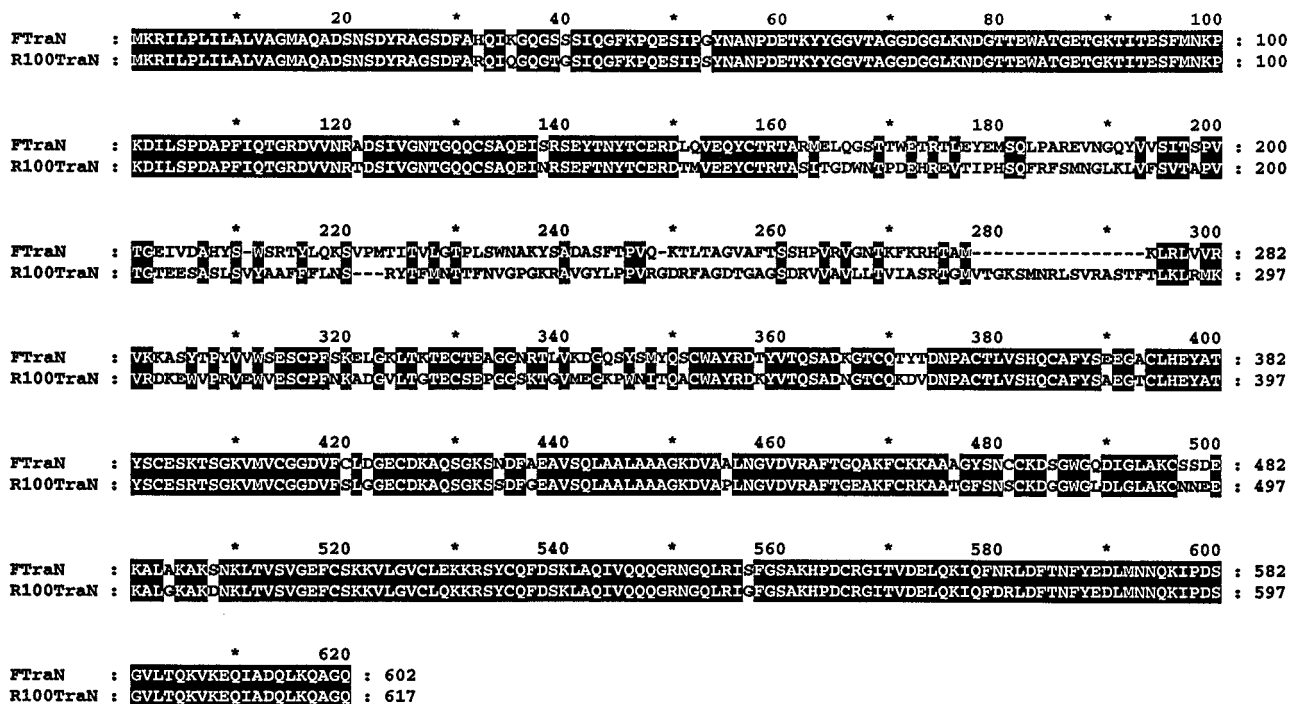 * 20 * 40 * 60 * 80 * 100
FTraN : MKRILPLILALVAGMAQADSNSDYRAGSDFAHQIKGQGSSSIQGFKPQESIPGYNANPDETKYYGGVTAGGDGGLKNDGTTEWATGETGKTITESFMNKP : 100
R100TraN : MKRILPLILALVAGMAQADSNSDYRAGSDFARQIQGQGTGSIQGFKPQESIPSYNANPDETKYYGGVTAGGDGGLKNDGTTEWATGETGKTITESFMNKP : 100
* 120 * 140 * 160 * 180 * 200
FTraN : KDILSPDAPFIQTGRDVVNRADSIVGNTGQQCSAQEISRSEYTNYTCERDLQVEQYCTRTARMELQGSTTWETRTLEYEMSQLPAREVNGQYVVSITSPV : 200
R100TraN : KDILSPDAPFIQTGRDVVNRTDSIVGNTGQQCSAQEINRSEFTNYTCERDTMVEEYCTRTASITGDWNTPDEHREVTIPHSQFRFSMNGLKLVFSVTAPV : 200
* 220 * 240 * 260 * 280 * 300
FTraN : TGEIVDAHYS-WSRTYLQKSVPMTITVLGTPLSWNAKYSADASFTPVQ-KTLTAGVAFTSSHPVRVGNTKFKRHTAM---------------KLRLVVR : 282
R100TraN : TGTEESASLSVYAAFFFLNS---RYTFMNTTFNVGPGKRAVGYLPPVRGDRFAGDTGAGSDRVVAVLLTVIASRTGMVTGKSMNRLSVRASTFTLKLRMK : 297
* 320 * 340 * 360 * 380 * 400
FTraN : VKKASYTPYVVWSESCPFSKELGKLTKTECTEAGGNRTLVKDGQSYSMYQSCWAYRDTYVTQSADKGTCQTYTDNPACTLVSHQCAFYSEEGACLHEYAT : 382
R100TraN : VRDKEWVPRVEWVESCPFNKADGVLTGTECSEPGGSKTGVMEGKPWNITQACWAYRDKYVTQSADNGTCQKDVDNPACTLVSHQCAFYSAEGTCLHEYAT : 397
* 420 * 440 * 460 * 480 * 500
FTraN : YSCESKTSGKVMVCGGDVFCLDGECDKAQSGKSNDFAEAVSQLAALAAAGKDVAALNGVDVRAFTGQAKFCKKAAAGYSNCCKDSGWGQDIGLAKCSSDE : 482
R100TraN : YSCESRTSGKVMVCGGDVFSLGGECDKAQSGKSSDFGEAVSQLAALAAAGKDVAPLNGVDVRAFTGEAKFCRKAATGFSNSCKDGGWGLDLGLAKCNNEE : 497
* 520 * 540 * 560 * 580 * 600
FTraN : KALAKAKSNKLTVSVGEFCSKKVLGVCLEKKRSYCQFDSKLAQIVQQQGRNGQLRISFGSAKHPDCRGITVDELQKIQFNRLDFTNFYEDLMNNQKIPDS : 582
R100TraN : KALGKAKDNKLTVSVGEFCSKKVLGVCLQKKRSYCQFDSKLAQIVQQQGRNGQLRIGFGSAKHPDCRGITVDELQKIQFDRLDFTNFYEDLMNNQKIPDS : 597
* 620
FTraN : GVLTQKVKEQIADQLKQAGQ : 602
R100TraN : GVLTQKVKEQIADQLKQAGQ : 617